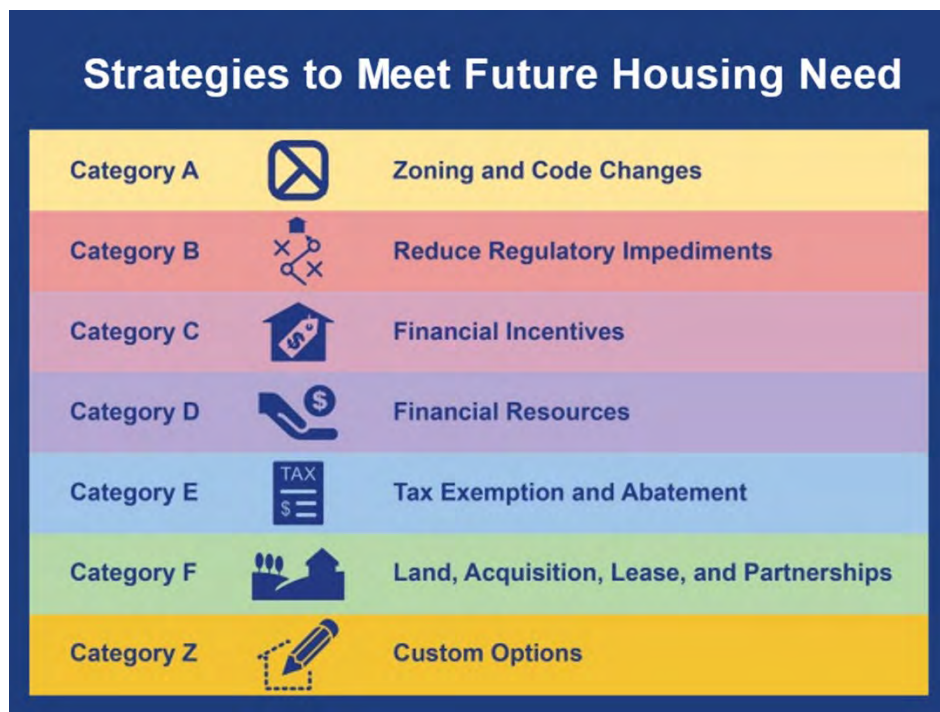 Strategies to Meet Future Housing Need
Category A Zoning and Code Changes
Category B Reduce Regulatory Impediments
Category C $ Financial Incentives
Category D $ Financial Resources
Category E TAX $ Tax Exemption and Abatement
Category F Land, Acquisition, Lease, and Partnerships
Category Z Custom Options